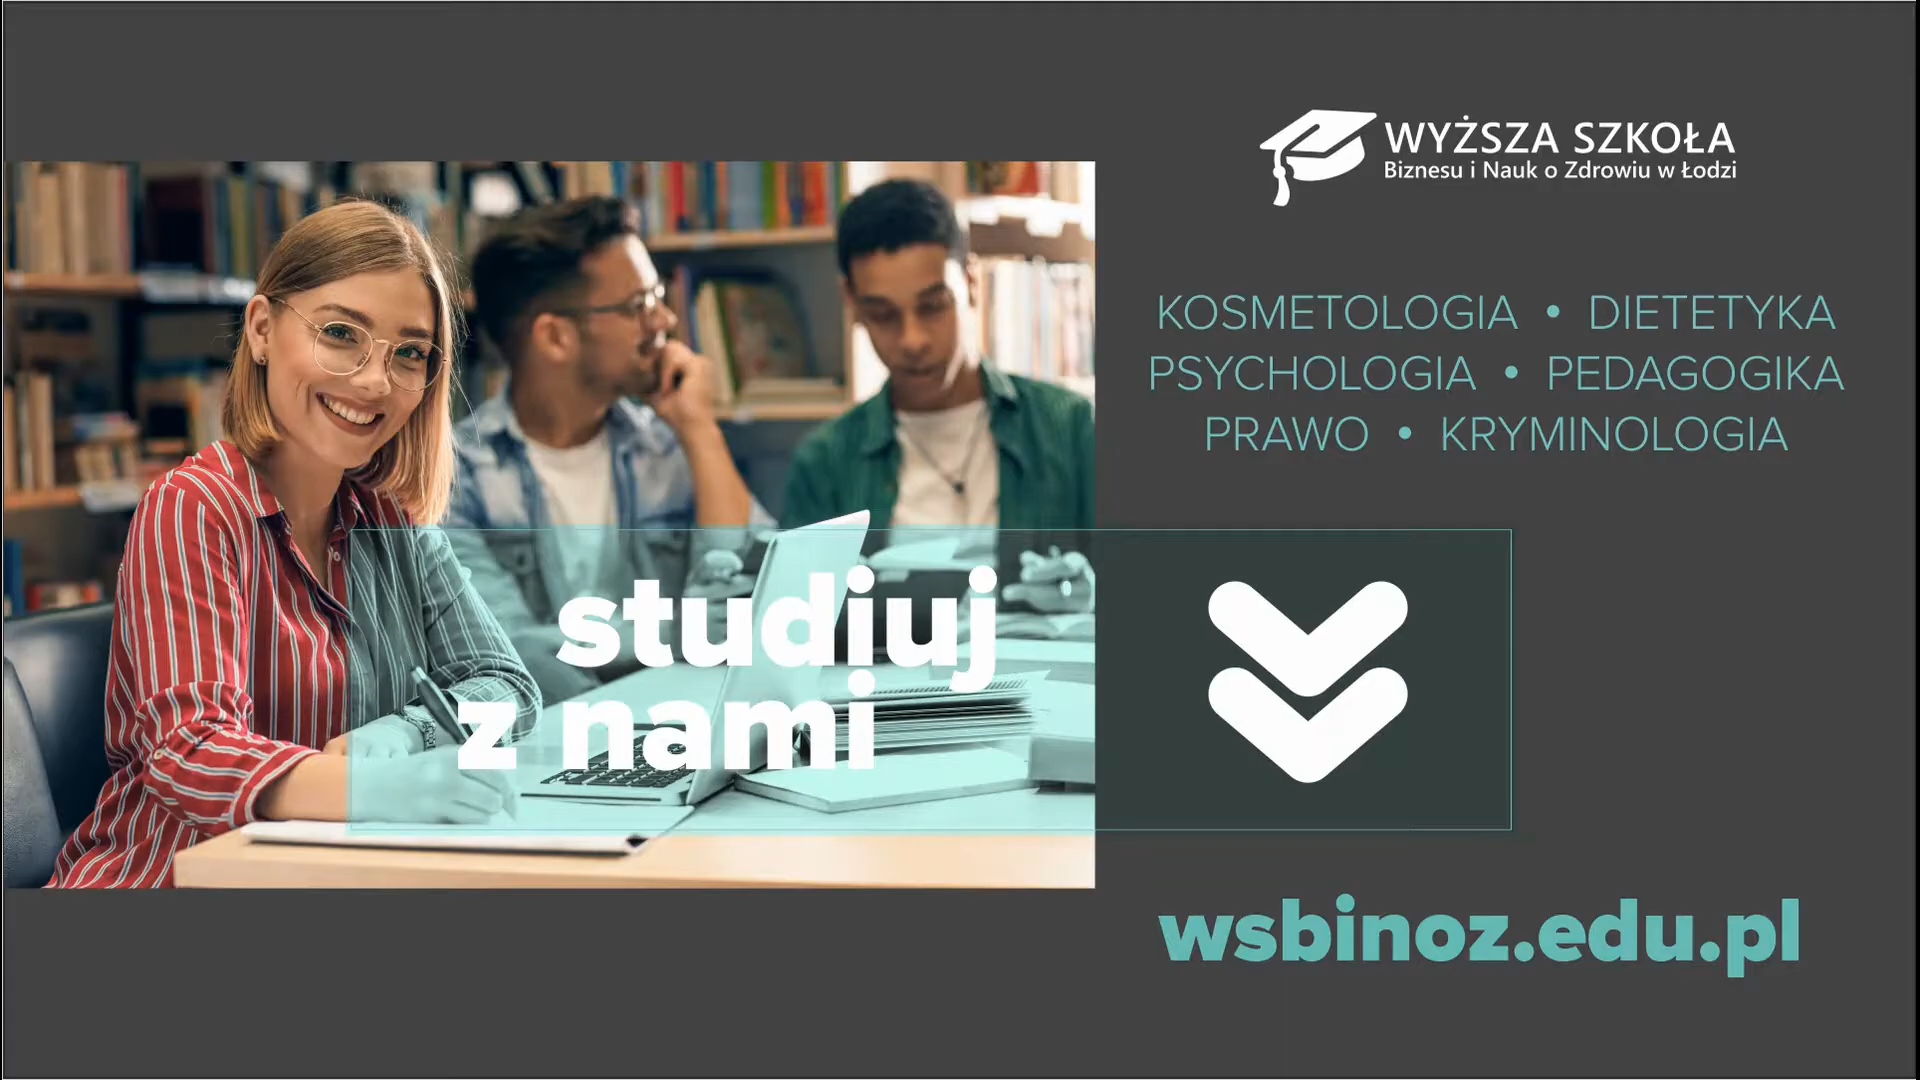 WYŻSZA SZKOŁA
Biznesu i Nauk o Zdrowiu w Łodzi
KOSMETOLOGIA • DIETETYKA
PSYCHOLOGIA • PEDAGOGIKA
PRAWO • KRYMINOLOGIA
studiuj
z nami
wsbinoz.edu.pl